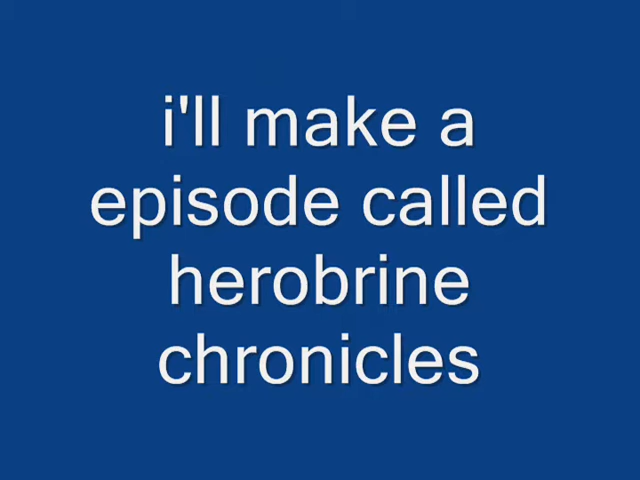 i'll make a
episode called
herobrine
chronicles